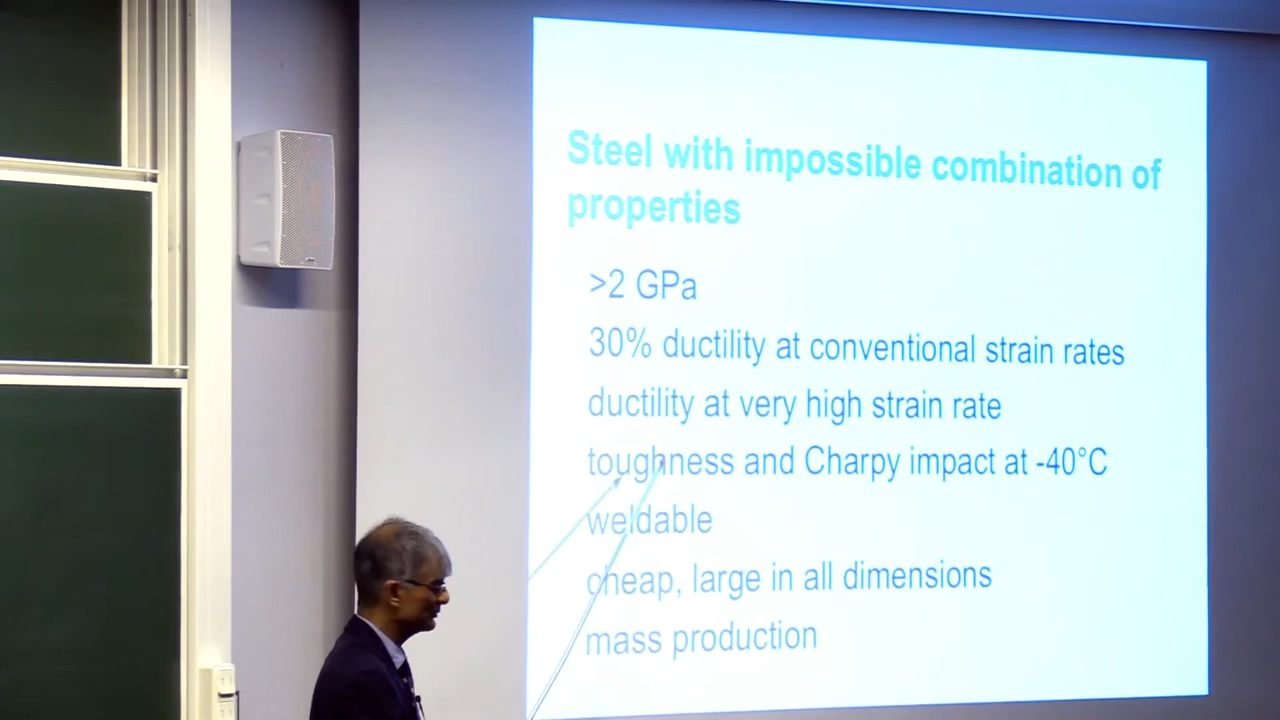 Steel with impossible combination of
properties
>2 GPa
30% ductility at conventional strain rates
ductility at very high strain rate
toughness and Charpy impact at -40°C
weldable
cheap, large in all dimensions
mass production